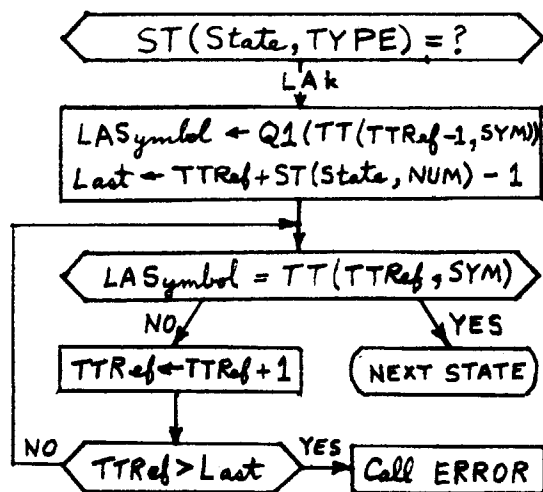 ST(State,TYPE)=?
LAk
LASymbol ← Q1(TT(TTRef-1,SYM))
Last ← TTRef+ST(State,NUM)-1
LASymbol = TT(TTRef,SYM)
NO
YES
TTRef←TTRef+1
NEXT STATE
NO
TTRef>Last
YES
Call ERROR